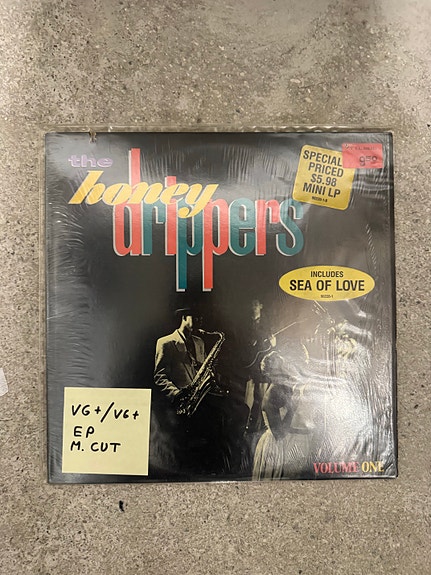 the
honey
drippers
SPECIAL
PRICED
$5.98
MINI LP
INCLUDES
SEA OF LOVE
VG+/VG+
EP
M. CUT
VOLUME ONE